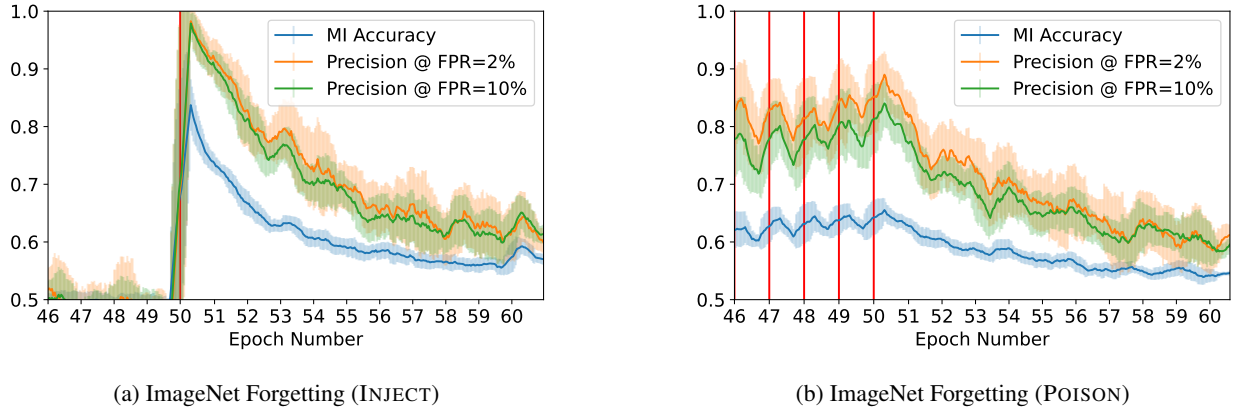 1.0
0.9
0.8
0.7
0.6
0.5
46 47 48 49 50 51 52 53 54 55 56 57 58 59 60
Epoch Number
MI Accuracy
Precision @ FPR=2%
Precision @ FPR=10%
(a) ImageNet Forgetting (INJECT)
1.0
0.9
0.8
0.7
0.6
0.5
46 47 48 49 50 51 52 53 54 55 56 57 58 59 60
Epoch Number
MI Accuracy
Precision @ FPR=2%
Precision @ FPR=10%
(b) ImageNet Forgetting (POISON)